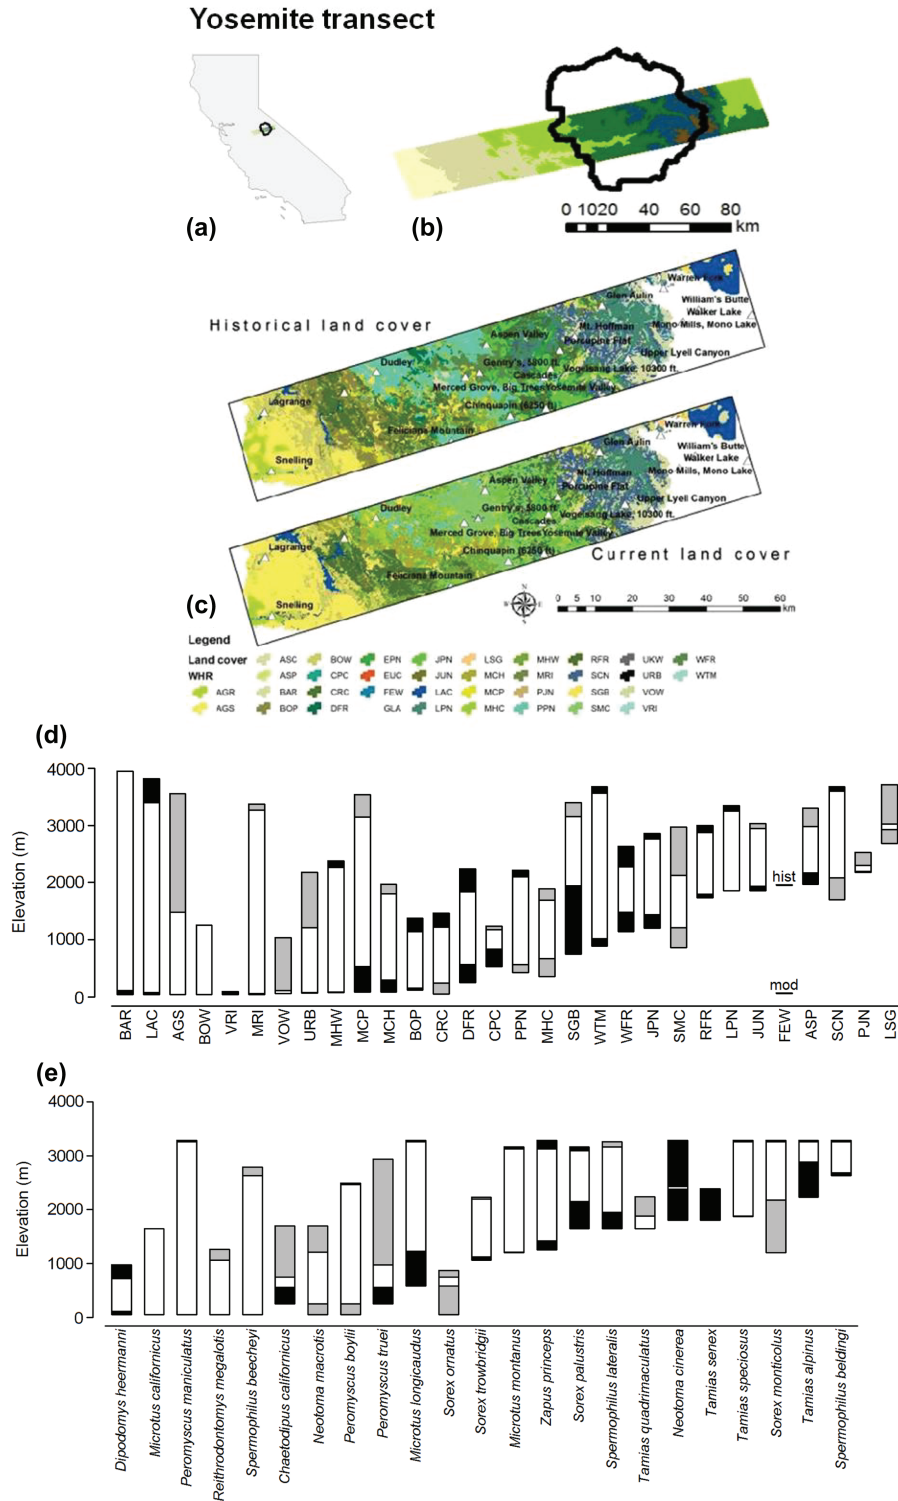 Yosemite transect
(a)
(b)
0 1020 40 60 80
km
Historical land cover
Warren Fork
Glen Aulin
William's Butte
Walker Lake
Mt. Hoffman
Mono Mills, Mono Lake
Aspen Valley
Porcupine Flat
Upper Lyell Canyon
Dudley
Gentry's, 5800 ft.
Vogelsang Lake, 10300 ft.
Cascades
Merced Grove, Big Trees Yosemite Valley
Lagrange
Chinquapin (6250 ft)
Feliciana Mountain
Snelling
Warren Fork
Glen Aulin
William's Butte
Walker Lake
Mt. Hoffman
Mono Mills, Mono Lake
Aspen Valley
Porcupine Flat
Upper Lyell Canyon
Dudley
Gentry's, 5800 ft.
Vogelsang Lake, 10300 ft.
Cascades
Merced Grove, Big Trees Yosemite Valley
Lagrange
Chinquapin (6250 ft)
Current land cover
Feliciana Mountain
Snelling
(c)
N
W E
S
0 5 10 20 30 40 50 60
km
Legend
Land cover ASC BOW EPN JPN LSG MHW RFR UKW WFR
WHR ASP CPC EUC JUN MCH MRI SCN URB WTM
AGR BAR CRC FEW LAC MCP PJN SGB VOW
AGS BOP DFR GLA LPN MHC PPN SMC VRI
(d)
Elevation (m)
4000
3000
2000
1000
0
hist
mod
BAR LAC AGS BOW VRI MRI VOW URB MHW MCP MCH BOP CRC DFR CPC PPN MHC SGB WTM WFR JPN SMC RFR LPN JUN FEW ASP SCN PJN LSG
(e)
Elevation (m)
4000
3000
2000
1000
0
Dipodomys heermanni
Microtus californicus
Peromyscus maniculatus
Reithrodontomys megalotis
Spermophilus beecheyi
Chaetodipus californicus
Neotoma macrotis
Peromyscus boylii
Peromyscus truei
Microtus longicaudus
Sorex ornatus
Sorex trowbridgii
Microtus montanus
Zapus princeps
Sorex palustris
Spermophilus lateralis
Tamias quadrimaculatus
Neotoma cinerea
Tamias senex
Tamias speciosus
Sorex monticolus
Tamias alpinus
Spermophilus beldingi